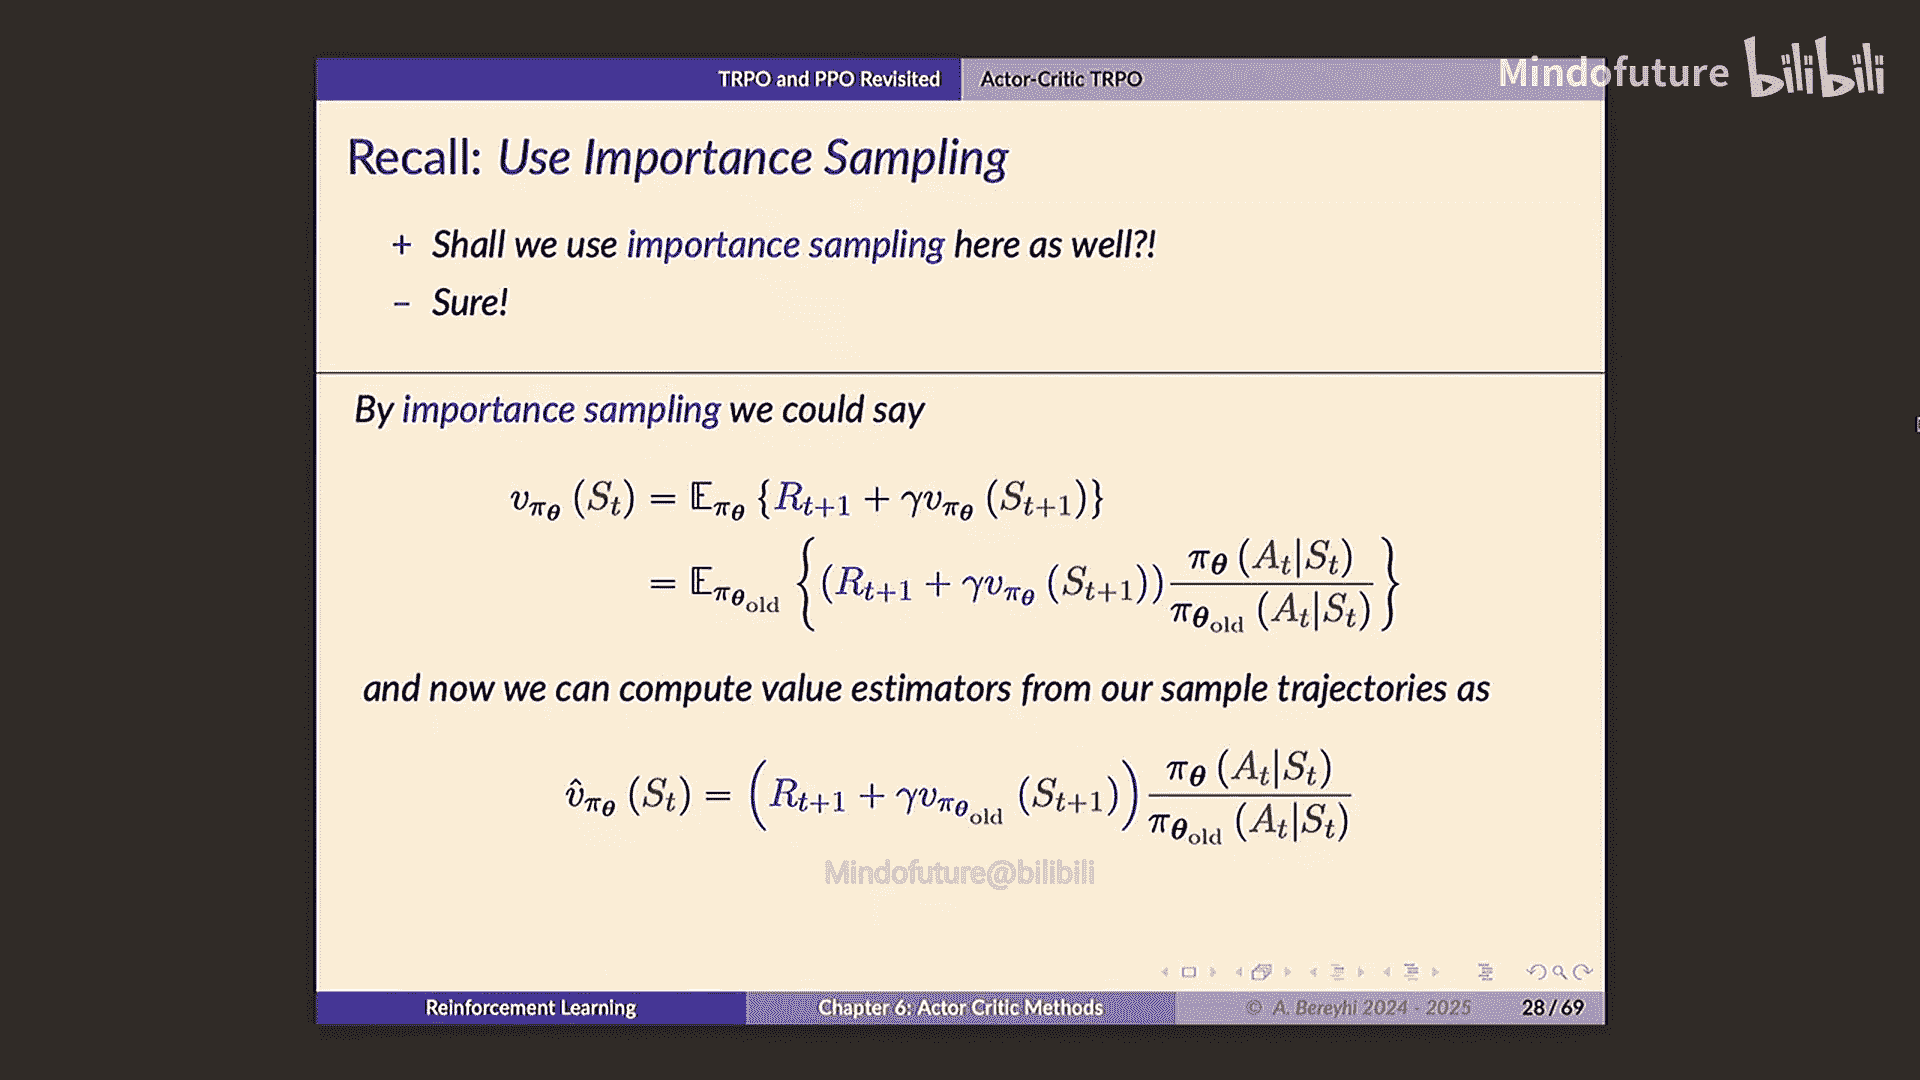 TRPO and PPO Revisited Actor-Critic TRPO
Mindofuture bilibili
Recall: Use Importance Sampling
+ Shall we use importance sampling here as well?!
– Sure!
By importance sampling we could say
v_{π_θ} (S_t) = 𝔼_{π_θ} {R_{t+1} + γv_{π_θ} (S_{t+1})}
= 𝔼_{π_{θ_old}} { (R_{t+1} + γv_{π_θ} (S_{t+1})) π_θ (A_t|S_t) / π_{θ_old} (A_t|S_t) }
and now we can compute value estimators from our sample trajectories as
v̂_{π_θ} (S_t) = (R_{t+1} + γv_{π_{θ_old}} (S_{t+1})) π_θ (A_t|S_t) / π_{θ_old} (A_t|S_t)
Mindofuture@bilibili
Reinforcement Learning Chapter 6: Actor Critic Methods © A. Bereyhi 2024 - 2025 28 / 69